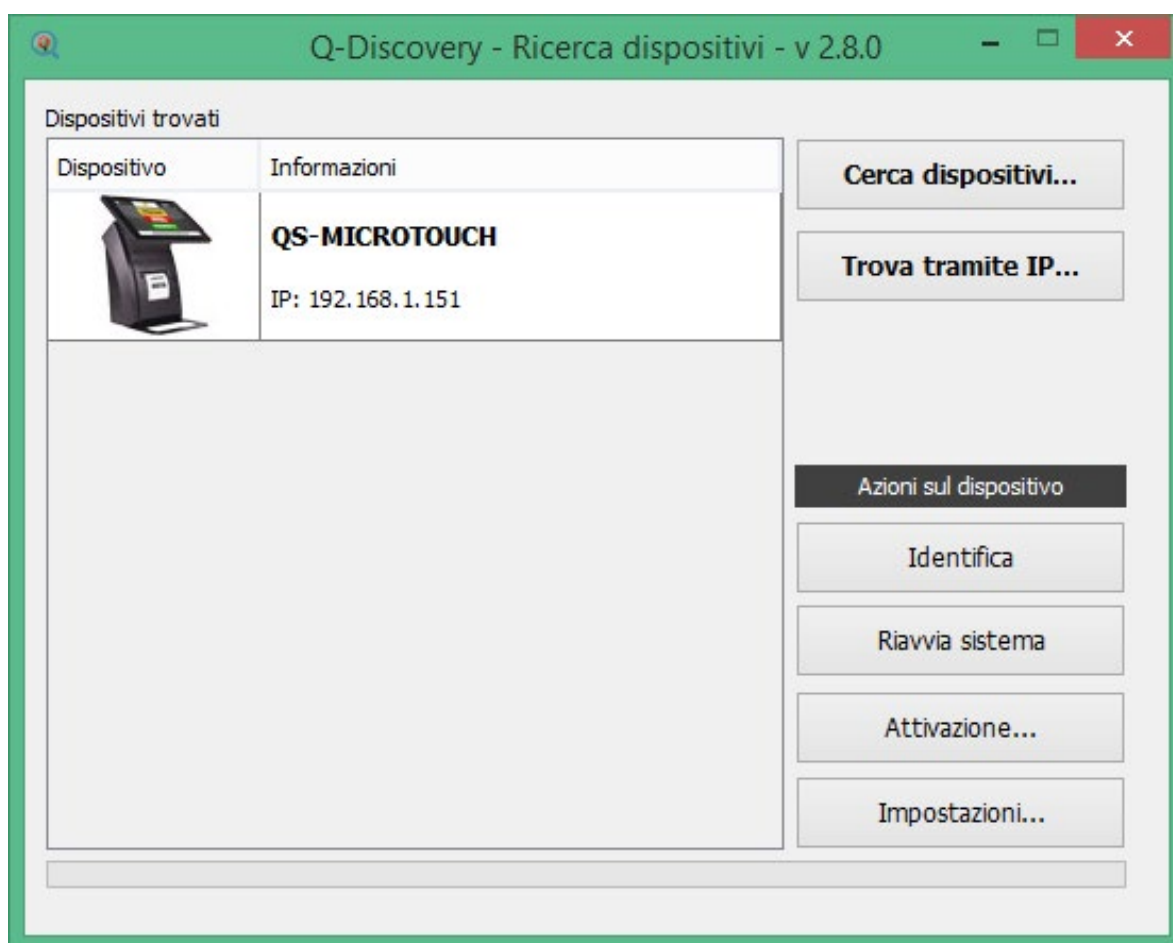 Q-Discovery - Ricerca dispositivi - v 2.8.0
Dispositivi trovati
Dispositivo Informazioni
QS-MICROTOUCH
IP: 192.168.1.151
Cerca dispositivi...
Trova tramite IP...
Azioni sul dispositivo
Identifica
Riavvia sistema
Attivazione...
Impostazioni...